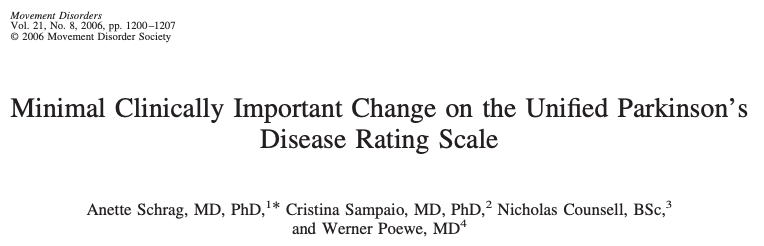 Movement Disorders
Vol. 21, No. 8, 2006, pp. 1200–1207
© 2006 Movement Disorder Society
Minimal Clinically Important Change on the Unified Parkinson’s
Disease Rating Scale
Anette Schrag, MD, PhD,1* Cristina Sampaio, MD, PhD,2 Nicholas Counsell, BSc,3
and Werner Poewe, MD4